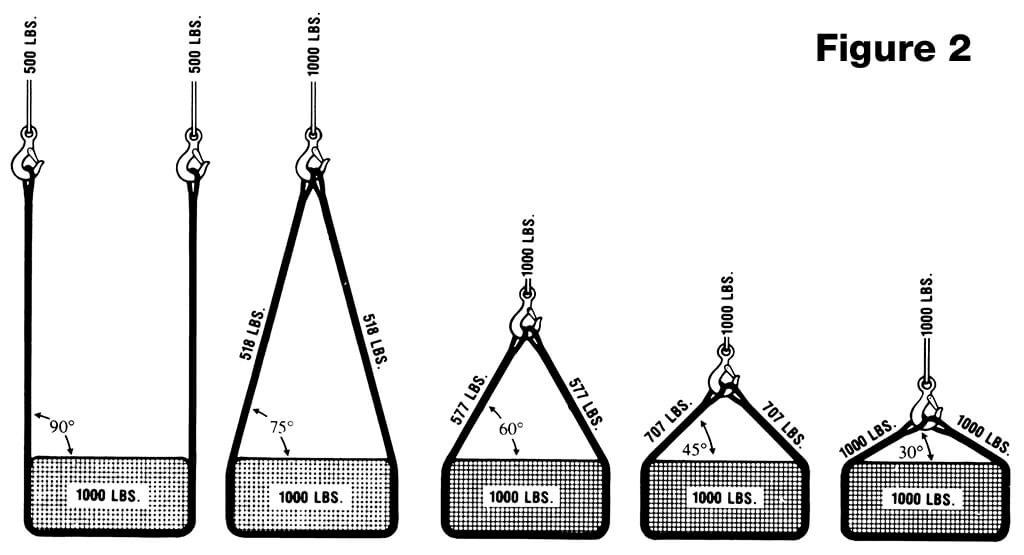 Figure 2
500 LBS.
500 LBS.
90°
1000 LBS.
1000 LBS.
518 LBS.
518 LBS.
75°
1000 LBS.
1000 LBS.
577 LBS.
577 LBS.
60°
1000 LBS.
1000 LBS.
707 LBS.
707 LBS.
45°
1000 LBS.
1000 LBS.
1000 LBS.
1000 LBS.
30°
1000 LBS.